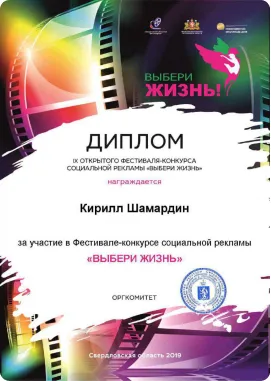 ВЫБЕРИ
ЖИЗНЬ!
ДИПЛОМ
IX ОТКРЫТОГО ФЕСТИВАЛЯ-КОНКУРСА
СОЦИАЛЬНОЙ РЕКЛАМЫ «ВЫБЕРИ ЖИЗНЬ»
награждается
Кирилл Шамардин
за участие в Фестивале-конкурсе социальной рекламы
«ВЫБЕРИ ЖИЗНЬ»
ОРГКОМИТЕТ
Свердловская область 2019